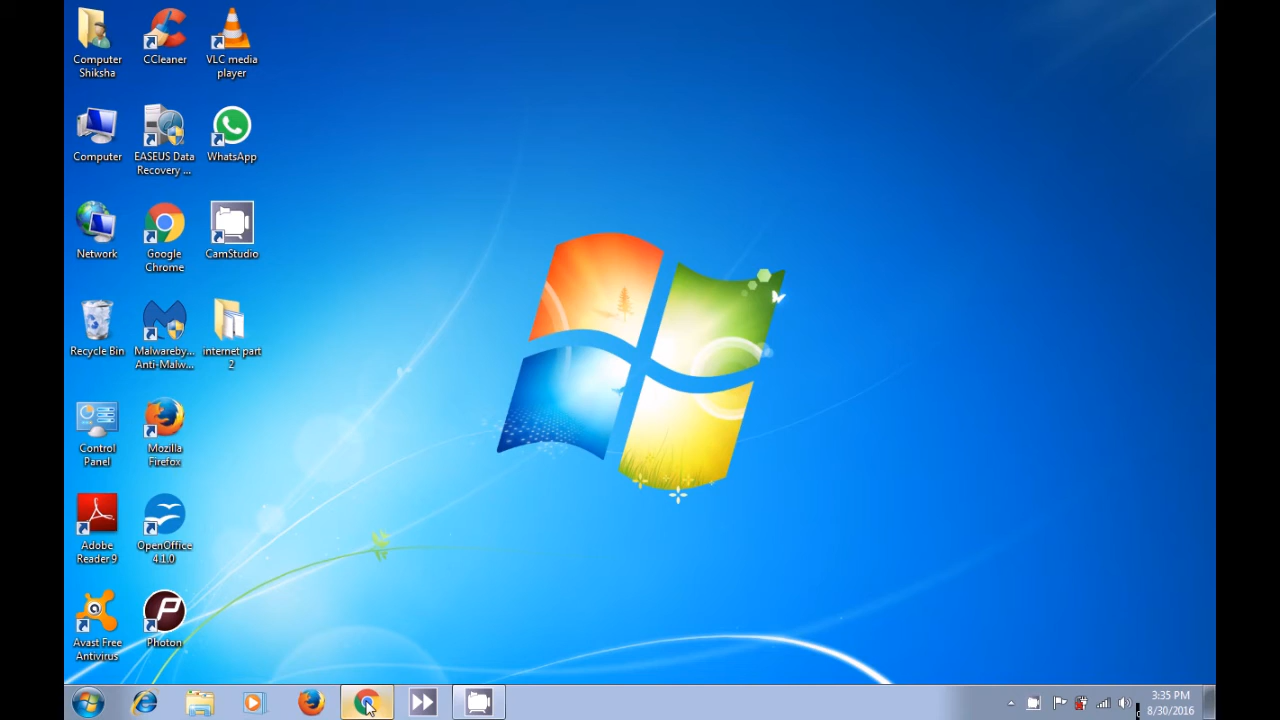 Computer
Shiksha
CCleaner
VLC media
player
Computer
EASEUS Data
Recovery ...
WhatsApp
Network
Google
Chrome
CamStudio
Recycle Bin
Malwareby...
Anti-Malw...
internet part
2
Control
Panel
Mozilla
Firefox
Adobe
Reader 9
OpenOffice
4.1.0
Avast Free
Antivirus
Photon
3:35 PM
8/30/2016